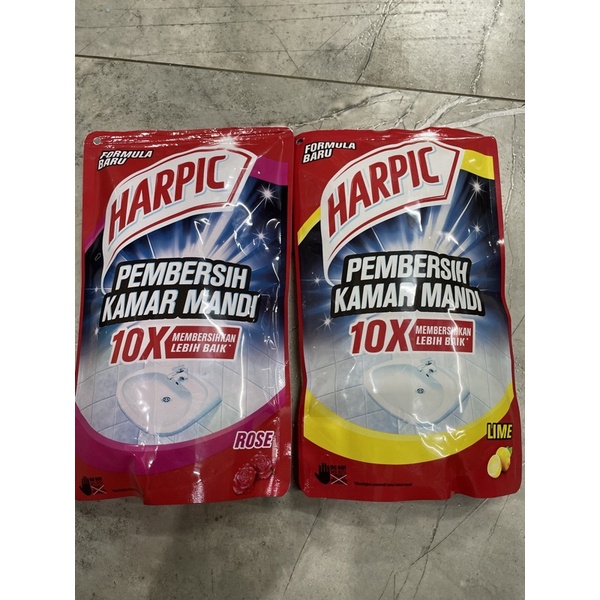 FORMULA
BARU
HARPIC
PEMBERSIH
KAMAR MANDI
10X MEMBERSIHKAN
LEBIH BAIK*
ROSE
FORMULA
BARU
HARPIC
PEMBERSIH
KAMAR MANDI
10X MEMBERSIHKAN
LEBIH BAIK*
LIME